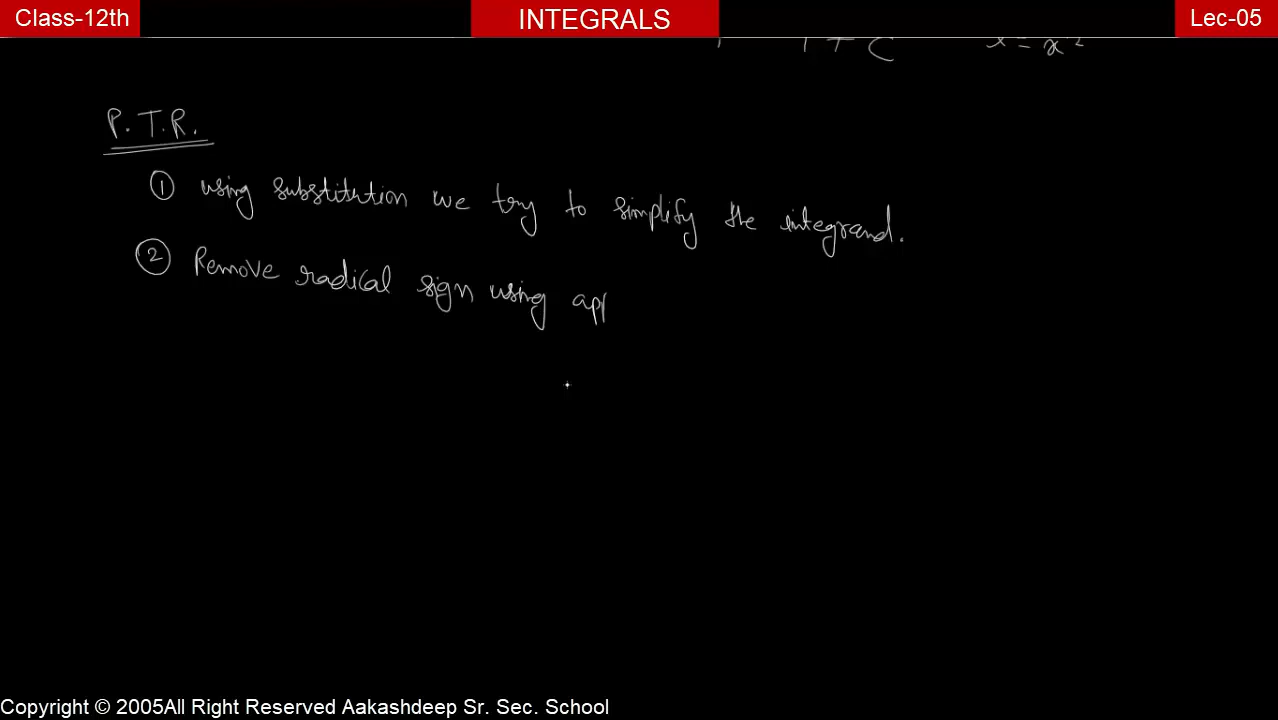 Class-12th INTEGRALS Lec-05
P.T.R.
① using substitution we try to simplify the integrand.
② Remove radical sign using app
Copyright © 2005All Right Reserved Aakashdeep Sr. Sec. School